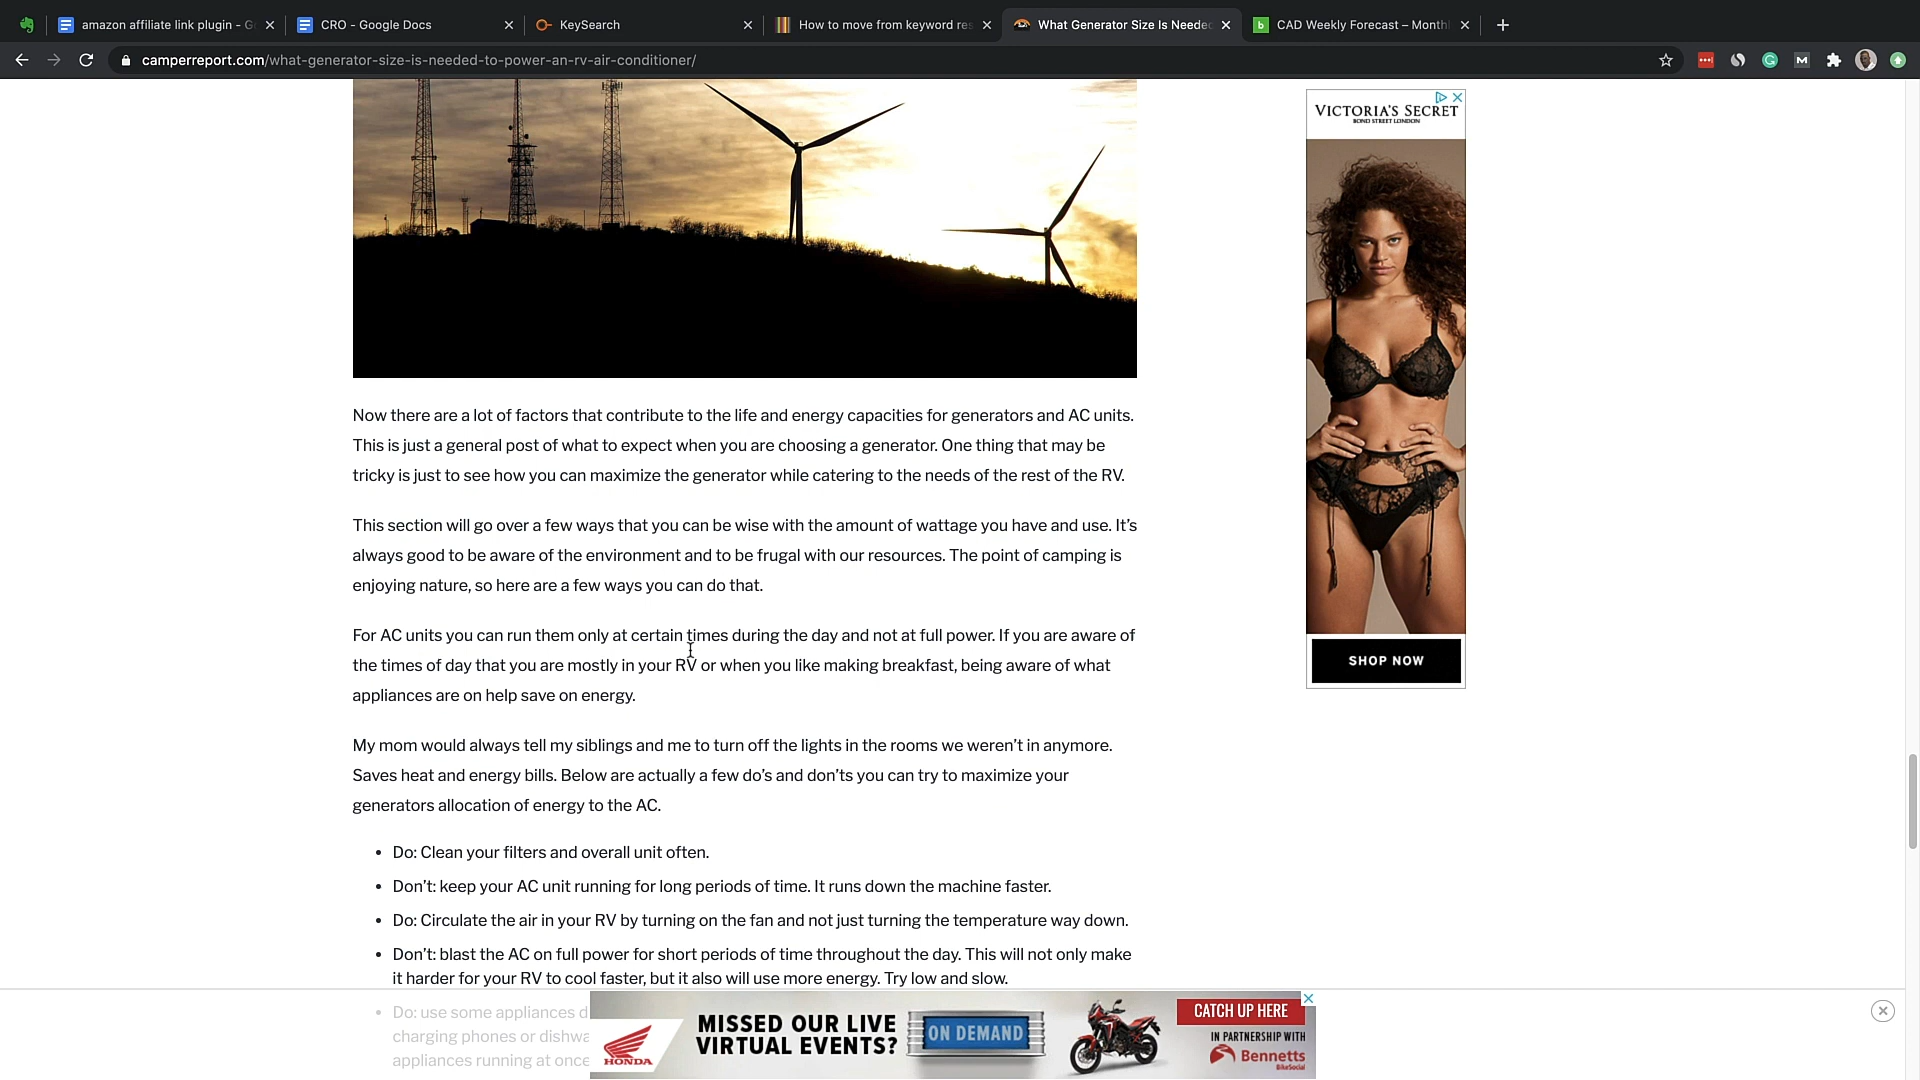 amazon affiliate link plugin - G
CRO - Google Docs
KeySearch
How to move from keyword res
What Generator Size Is Neede
CAD Weekly Forecast – Month
camperreport.com/what-generator-size-is-needed-to-power-an-rv-air-conditioner/
VICTORIA'S SECRET
BOND STREET LONDON
SHOP NOW
Now there are a lot of factors that contribute to the life and energy capacities for generators and AC units.
This is just a general post of what to expect when you are choosing a generator. One thing that may be
tricky is just to see how you can maximize the generator while catering to the needs of the rest of the RV.
This section will go over a few ways that you can be wise with the amount of wattage you have and use. It's
always good to be aware of the environment and to be frugal with our resources. The point of camping is
enjoying nature, so here are a few ways you can do that.
For AC units you can run them only at certain times during the day and not at full power. If you are aware of
the times of day that you are mostly in your RV or when you like making breakfast, being aware of what
appliances are on help save on energy.
My mom would always tell my siblings and me to turn off the lights in the rooms we weren't in anymore.
Saves heat and energy bills. Below are actually a few do's and don'ts you can try to maximize your
generators allocation of energy to the AC.
• Do: Clean your filters and overall unit often.
• Don't: keep your AC unit running for long periods of time. It runs down the machine faster.
• Do: Circulate the air in your RV by turning on the fan and not just turning the temperature way down.
• Don't: blast the AC on full power for short periods of time throughout the day. This will not only make
it harder for your RV to cool faster, but it also will use more energy. Try low and slow.
• Do: use some appliances d
charging phones or dishwa
appliances running at once
HONDA
MISSED OUR LIVE
VIRTUAL EVENTS?
ON DEMAND
CATCH UP HERE
IN PARTNERSHIP WITH
Bennetts
BikeSocial